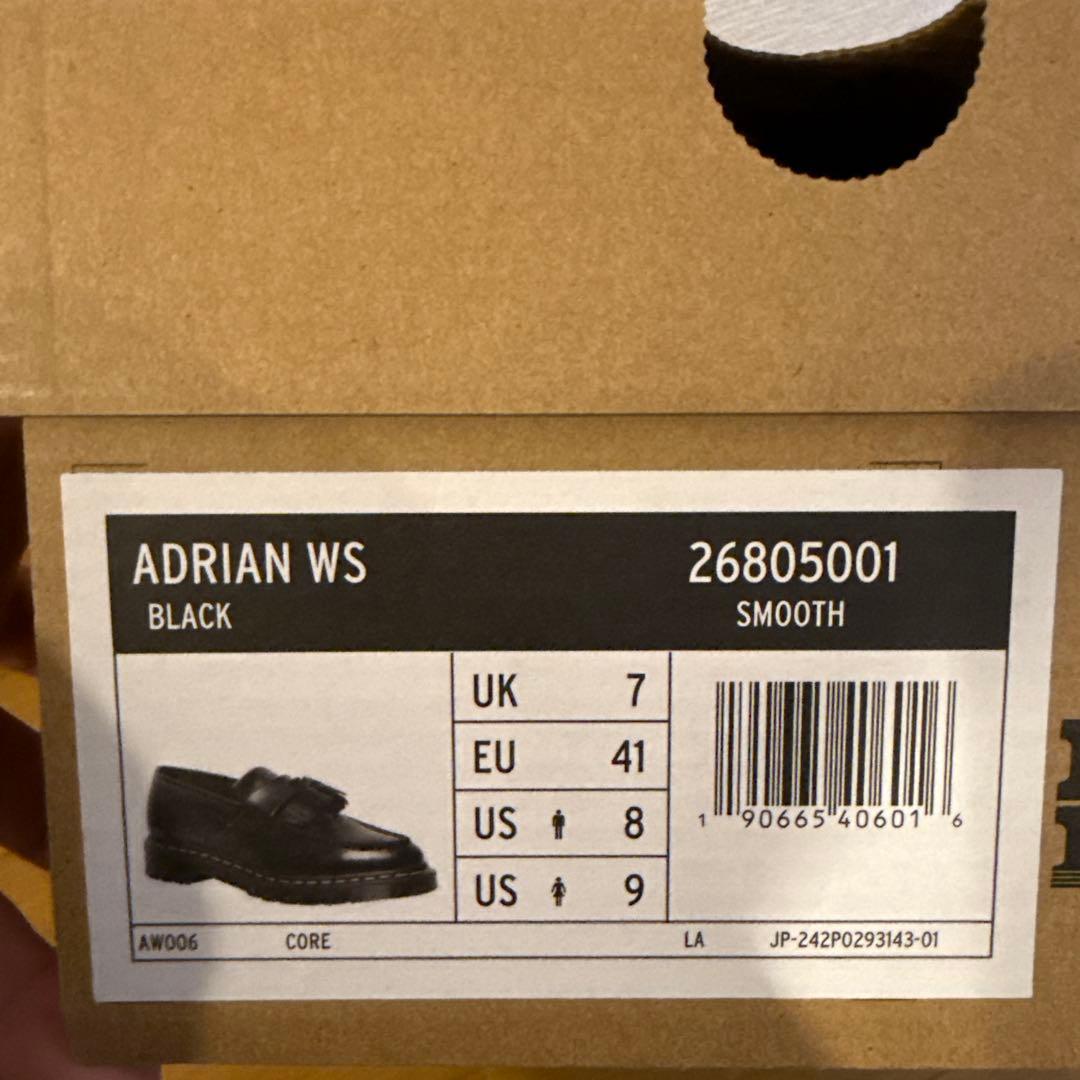 ADRIAN WS
BLACK
26805001
SMOOTH
UK 7
EU 41
US 8
US 9
1 90665 40601 6
AW006 CORE LA JP-242P0293143-01